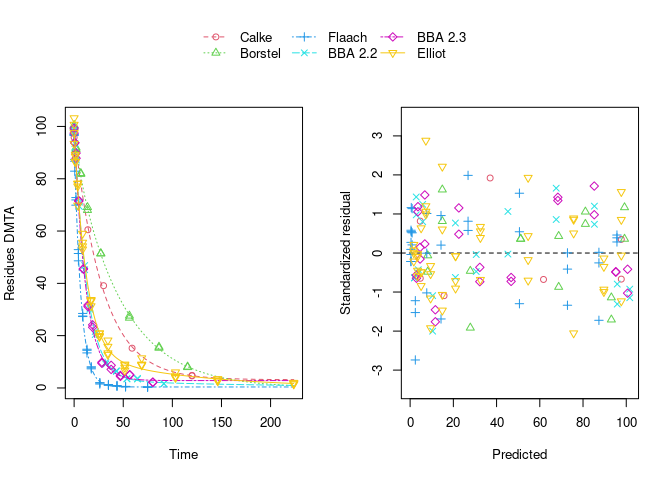 Calke Flaach BBA 2.3
Borstel BBA 2.2 Elliot
Residues DMTA
100
80
60
40
20
0
0 50 100 150 200
Time
Standardized residual
3
2
1
0
-1
-2
-3
0 20 40 60 80 100
Predicted